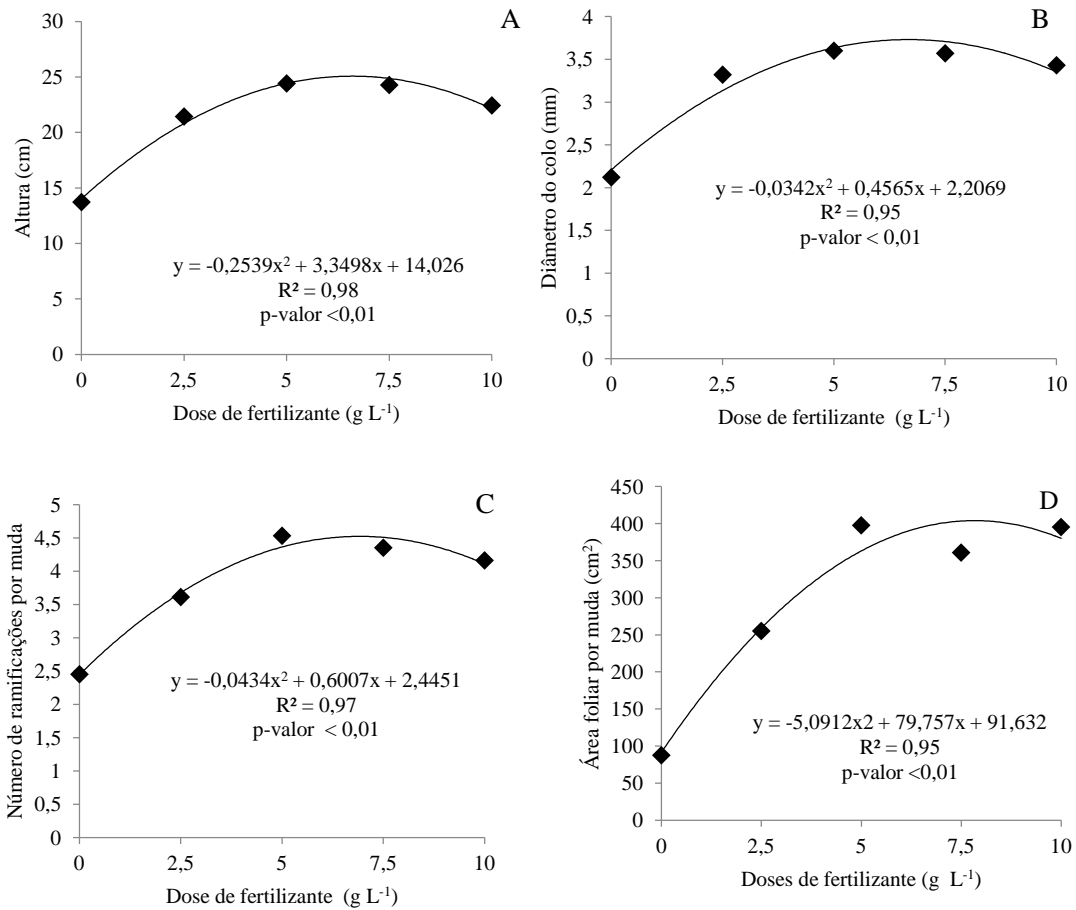 A
30
25
20
15
10
5
0
Altura (cm)
y = -0,2539x² + 3,3498x + 14,026
R² = 0,98
p-valor <0,01
0 2,5 5 7,5 10
Dose de fertilizante (g L⁻¹)
B
4
3,5
3
2,5
2
1,5
1
0,5
0
Diâmetro do colo (mm)
y = -0,0342x² + 0,4565x + 2,2069
R² = 0,95
p-valor < 0,01
0 2,5 5 7,5 10
Dose de fertilizante (g L⁻¹)
C
5
4,5
4
3,5
3
2,5
2
1,5
1
0,5
0
Número de ramificações por muda
y = -0,0434x² + 0,6007x + 2,4451
R² = 0,97
p-valor < 0,01
0 2,5 5 7,5 10
Dose de fertilizante (g L⁻¹)
D
450
400
350
300
250
200
150
100
50
0
Área foliar por muda (cm²)
y = -5,0912x2 + 79,757x + 91,632
R² = 0,95
p-valor <0,01
0 2,5 5 7,5 10
Doses de fertilizante (g L⁻¹)